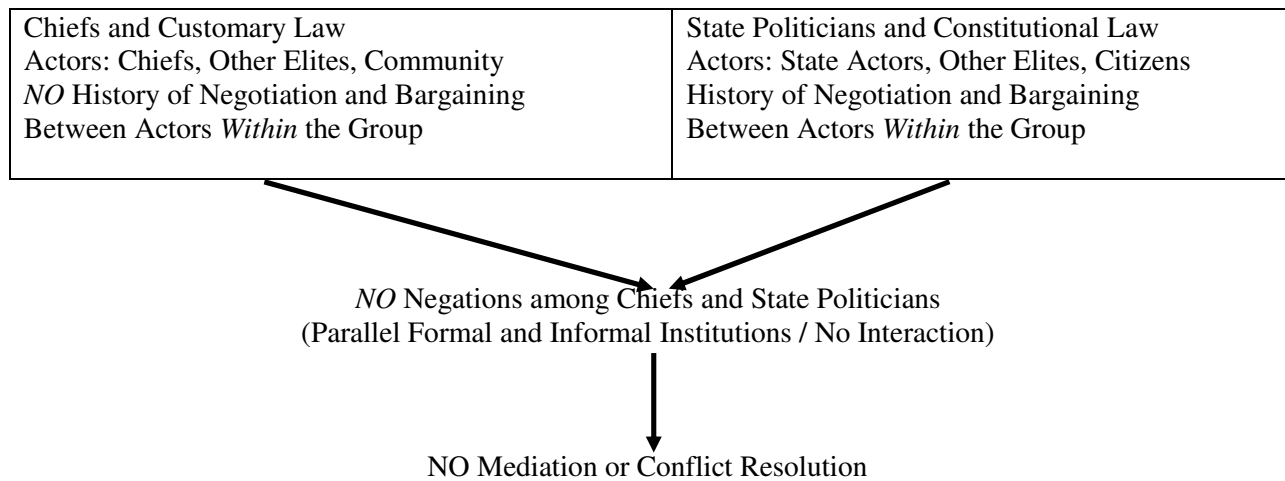 Chiefs and Customary Law
Actors: Chiefs, Other Elites, Community
NO History of Negotiation and Bargaining
Between Actors Within the Group
State Politicians and Constitutional Law
Actors: State Actors, Other Elites, Citizens
History of Negotiation and Bargaining
Between Actors Within the Group
NO Negations among Chiefs and State Politicians
(Parallel Formal and Informal Institutions / No Interaction)
NO Mediation or Conflict Resolution